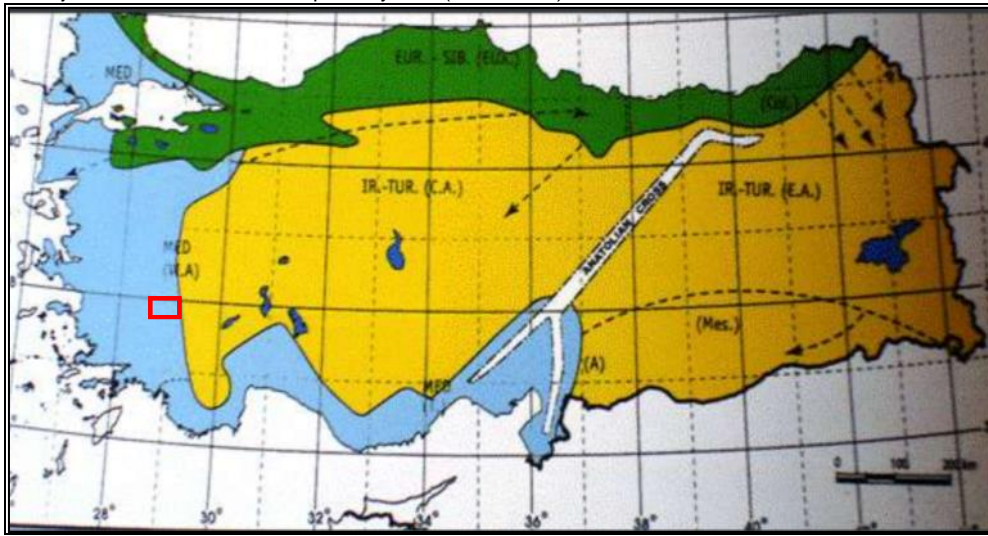 EUR. - SIB. (EUX.)
MED
IR.-TUR. (C.A.)
IR.-TUR. (E.A.)
ANATOLIAN CROSS
MED
(W.A)
(Mes.)
(A)
MED
0 100 200 km
28° 30° 32° 34° 36° 38° 40°